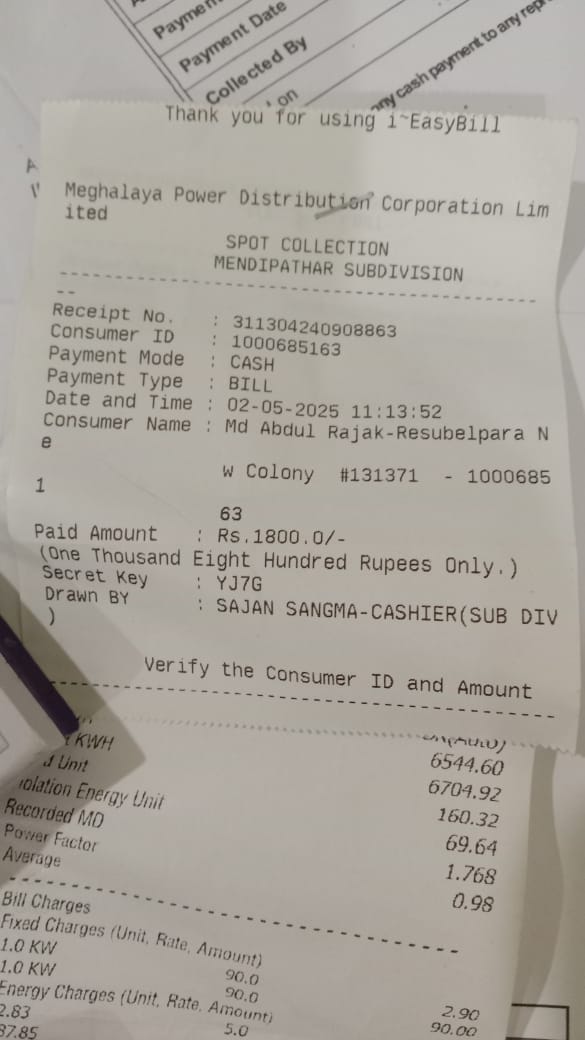 Payment Date
Collected By
on
any cash payment to any
Thank you for using i~EasyBill
Meghalaya Power Distribution Corporation Lim
ited
SPOT COLLECTION
MENDIPATHAR SUBDIVISION
--------------------------------------------
--
Receipt No. : 311304240908863
Consumer ID : 1000685163
Payment Mode : CASH
Payment Type : BILL
Date and Time : 02-05-2025 11:13:52
Consumer Name : Md Abdul Rajak-Resubelpara N
e
w Colony #131371 - 1000685
1
63
Paid Amount : Rs.1800.0/-
(One Thousand Eight Hundred Rupees Only.)
Secret Key : YJ7G
Drawn BY : SAJAN SANGMA-CASHIER(SUB DIV
)
Verify the Consumer ID and Amount
--------------------------------------------
KWH 6544.60
Unit 6704.92
Energy Unit 160.32
Recorded MD 69.64
Power Factor 1.768
Average 0.98
--------------------------------------------
Bill Charges
Fixed Charges (Unit, Rate, Amount)
1.0 KW 90.0 2.90
1.0 KW 90.0 90.00
Energy Charges (Unit, Rate, Amount)
2.83 5.0
87.85